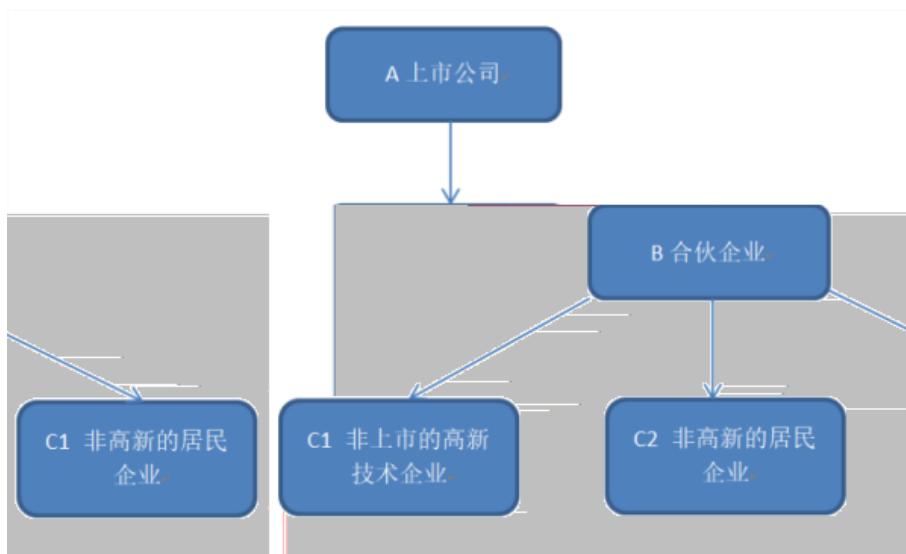 A 上市公司
B 合伙企业
C1 非高新的居民
企业
C1 非上市的高新
技术企业
C2 非高新的居民
企业